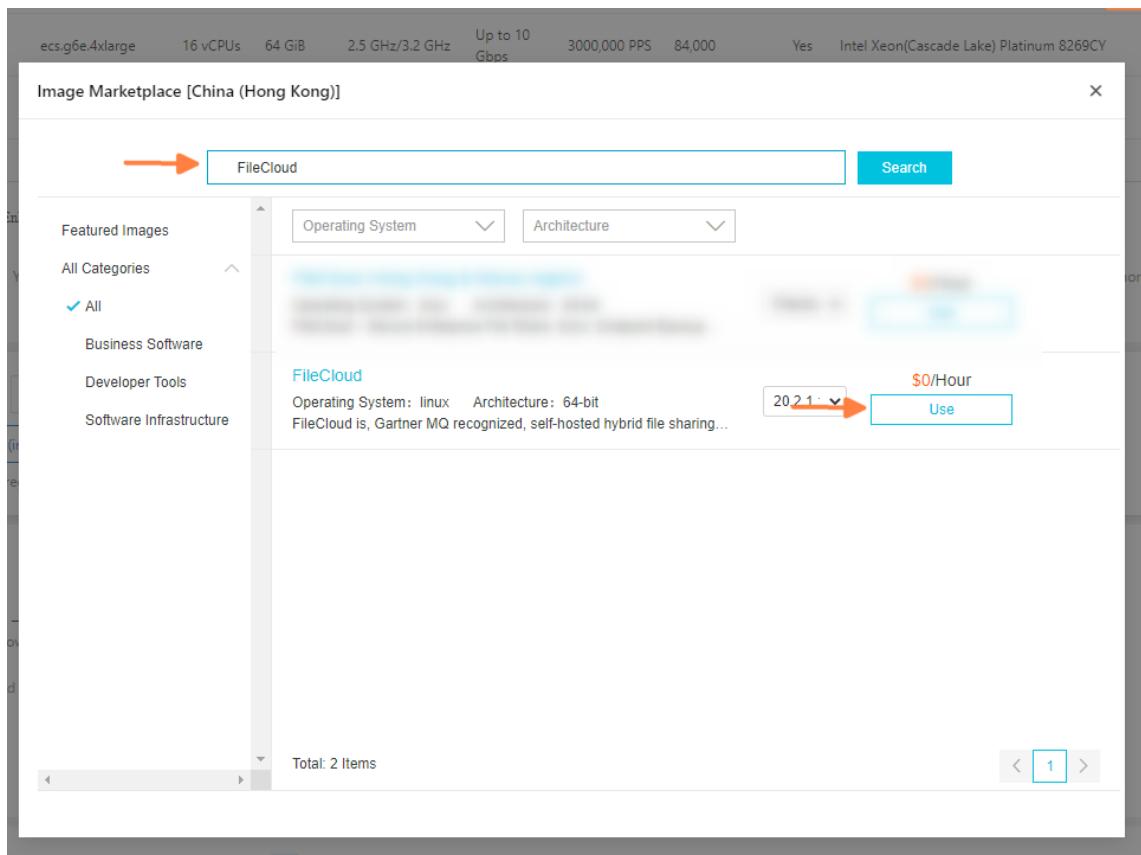 ecs.g6e.4xlarge 16 vCPUs 64 GiB 2.5 GHz/3.2 GHz Up to 10 Gbps 3000,000 PPS 84,000 Yes Intel Xeon(Cascade Lake) Platinum 8269CY
Image Marketplace [China (Hong Kong)]
FileCloud
Search
Featured Images
All Categories
All
Business Software
Developer Tools
Software Infrastructure
Operating System
Architecture
FileCloud
Operating System: linux Architecture: 64-bit
FileCloud is, Gartner MQ recognized, self-hosted hybrid file sharing...
20.2.1
$0/Hour
Use
Total: 2 Items
1